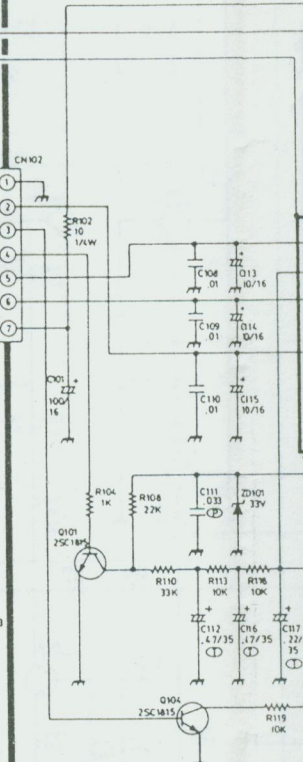 CN102
1
2
3
4
5
6
7
R102
10
1/4W
C108
.01
C113
10/16
C109
.01
C114
10/16
C110
.01
C115
10/16
C101
100/
16
R104
1K
R108
22K
C111
.033
P
ZD101
33V
Q101
2SC1815
R110
33K
R113
10K
R116
10K
C112
.47/35
T
C116
.47/35
T
C117
.22/
35
T
Q104
2SC1815
R119
10K